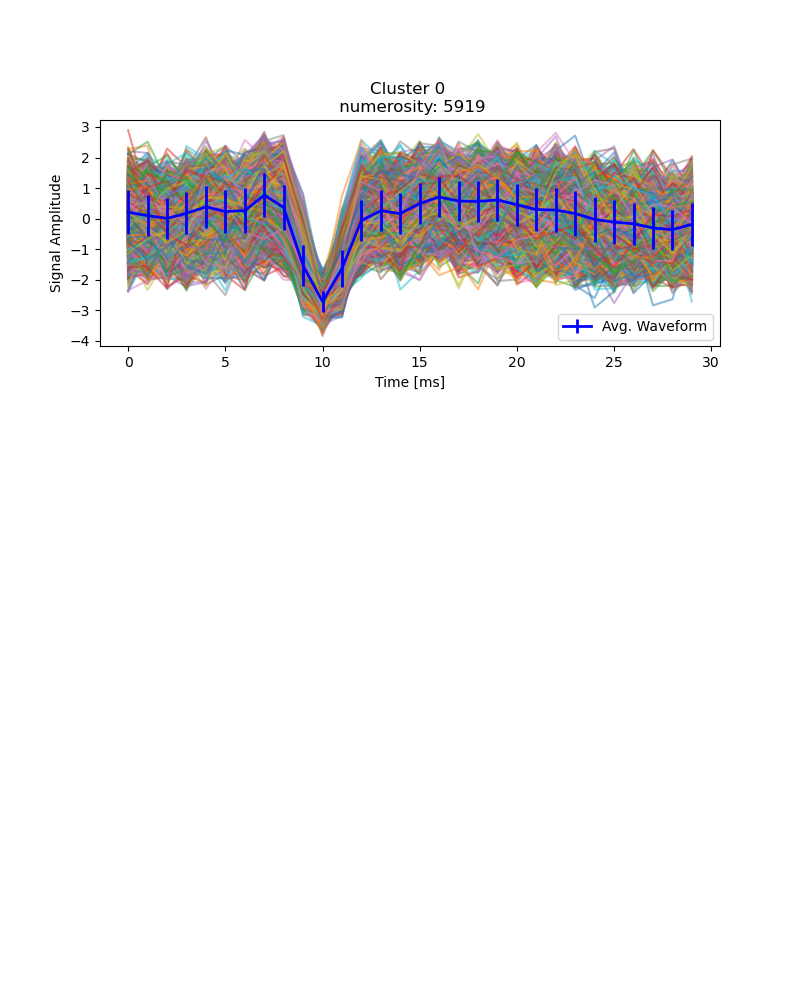 Cluster 0
numerosity: 5919
3
2
1
0
−1
−2
−3
−4
Signal Amplitude
Avg. Waveform
0 5 10 15 20 25 30
Time [ms]